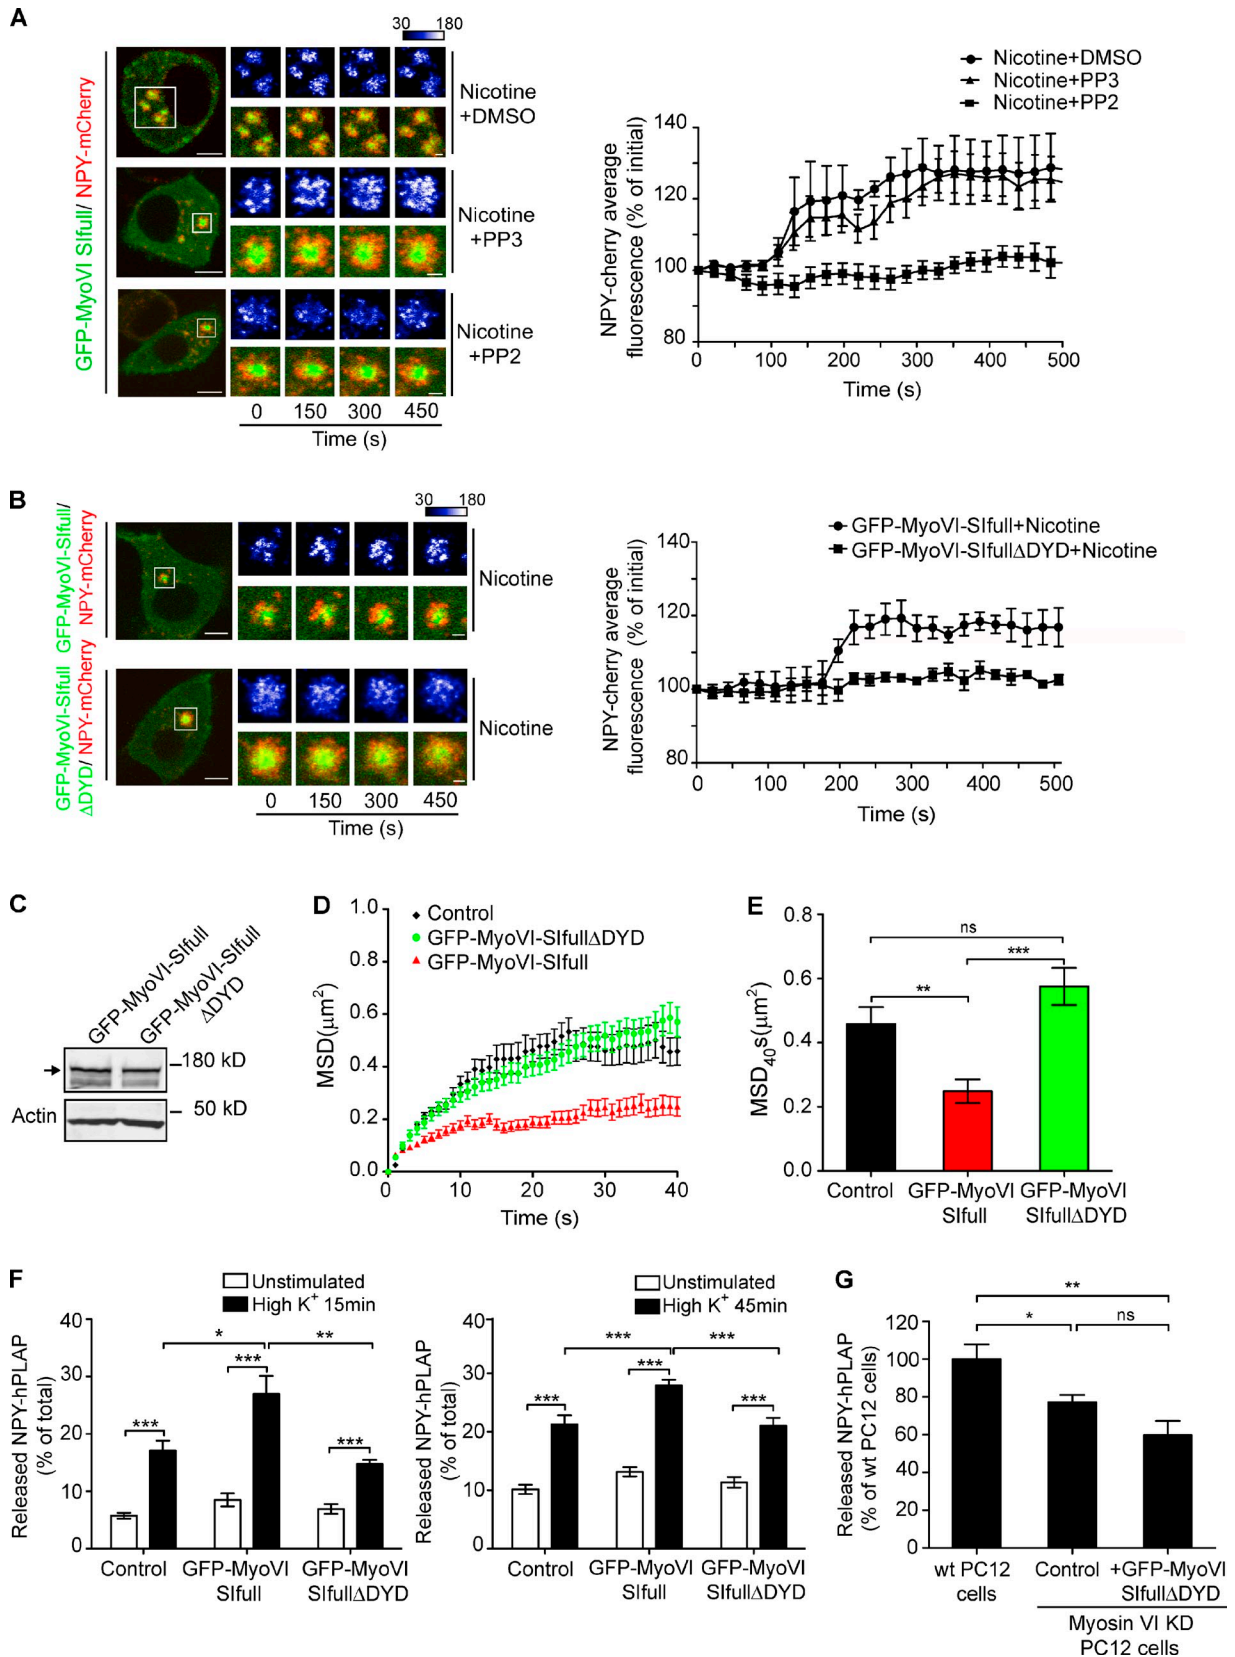 A
GFP-MyoVI SIfull/ NPY-mCherry
30 180
Nicotine
+DMSO
Nicotine
+PP3
Nicotine
+PP2
0 150 300 450
Time (s)
Nicotine+DMSO
Nicotine+PP3
Nicotine+PP2
NPY-cherry average
fluorescence (% of initial)
140
120
100
80
0 100 200 300 400 500
Time (s)
B
GFP-MyoVI-SIfull/
NPY-mCherry
GFP-MyoVI-SIfull
ΔDYD/ NPY-mCherry
30 180
Nicotine
Nicotine
0 150 300 450
Time (s)
GFP-MyoVI-SIfull+Nicotine
GFP-MyoVI-SIfullΔDYD+Nicotine
NPY-cherry average
fluorescence (% of initial)
140
120
100
80
0 100 200 300 400 500
Time (s)
C
GFP-MyoVI-SIfull
GFP-MyoVI-SIfull
ΔDYD
180 kD
50 kD
Actin
D
Control
GFP-MyoVI-SIfullΔDYD
GFP-MyoVI-SIfull
MSD(μm²)
1.0
0.8
0.6
0.4
0.2
0.0
0 10 20 30 40
Time (s)
E
MSD₄₀s(μm²)
0.8
0.6
0.4
0.2
0.0
ns
***
**
Control
GFP-MyoVI
SIfull
GFP-MyoVI
SIfullΔDYD
F
Unstimulated
High K⁺ 15min
Released NPY-hPLAP
(% of total)
40
30
20
10
0
* **
***
***
***
Control
GFP-MyoVI
SIfull
GFP-MyoVI
SIfullΔDYD
Unstimulated
High K⁺ 45min
Released NPY-hPLAP
(% of total)
40
30
20
10
0
*** ***
***
***
***
Control
GFP-MyoVI
SIfull
GFP-MyoVI
SIfullΔDYD
G
Released NPY-hPLAP
(% of wt PC12 cells)
120
100
80
60
40
20
0
**
* ns
wt PC12
cells
Control
+GFP-MyoVI
SIfullΔDYD
Myosin VI KD
PC12 cells